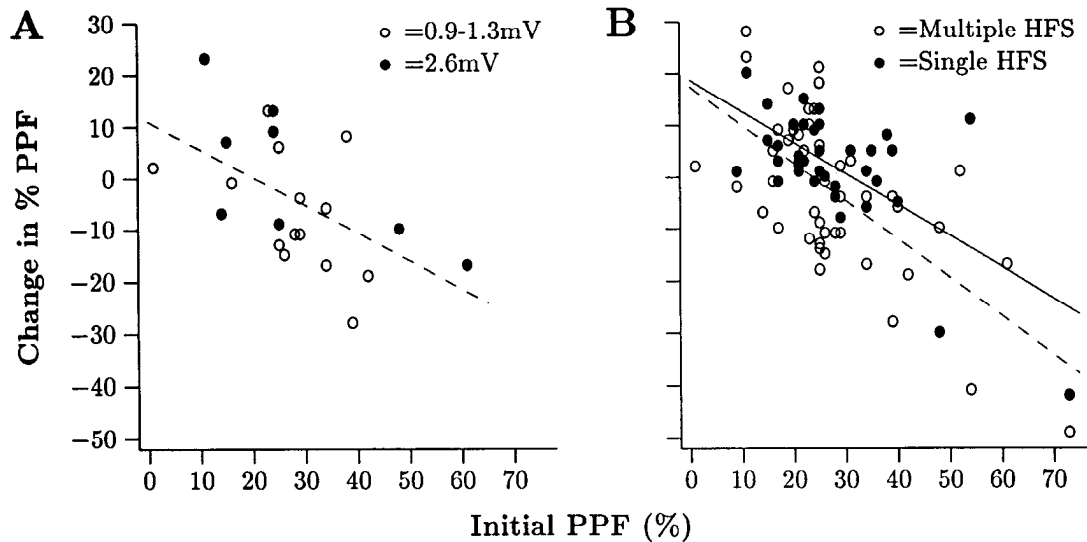 A
B
○ =0.9-1.3mV
● =2.6mV
○ =Multiple HFS
● =Single HFS
Change in % PPF
30
20
10
0
−10
−20
−30
−40
−50
0 10 20 30 40 50 60 70
0 10 20 30 40 50 60 70
Initial PPF (%)